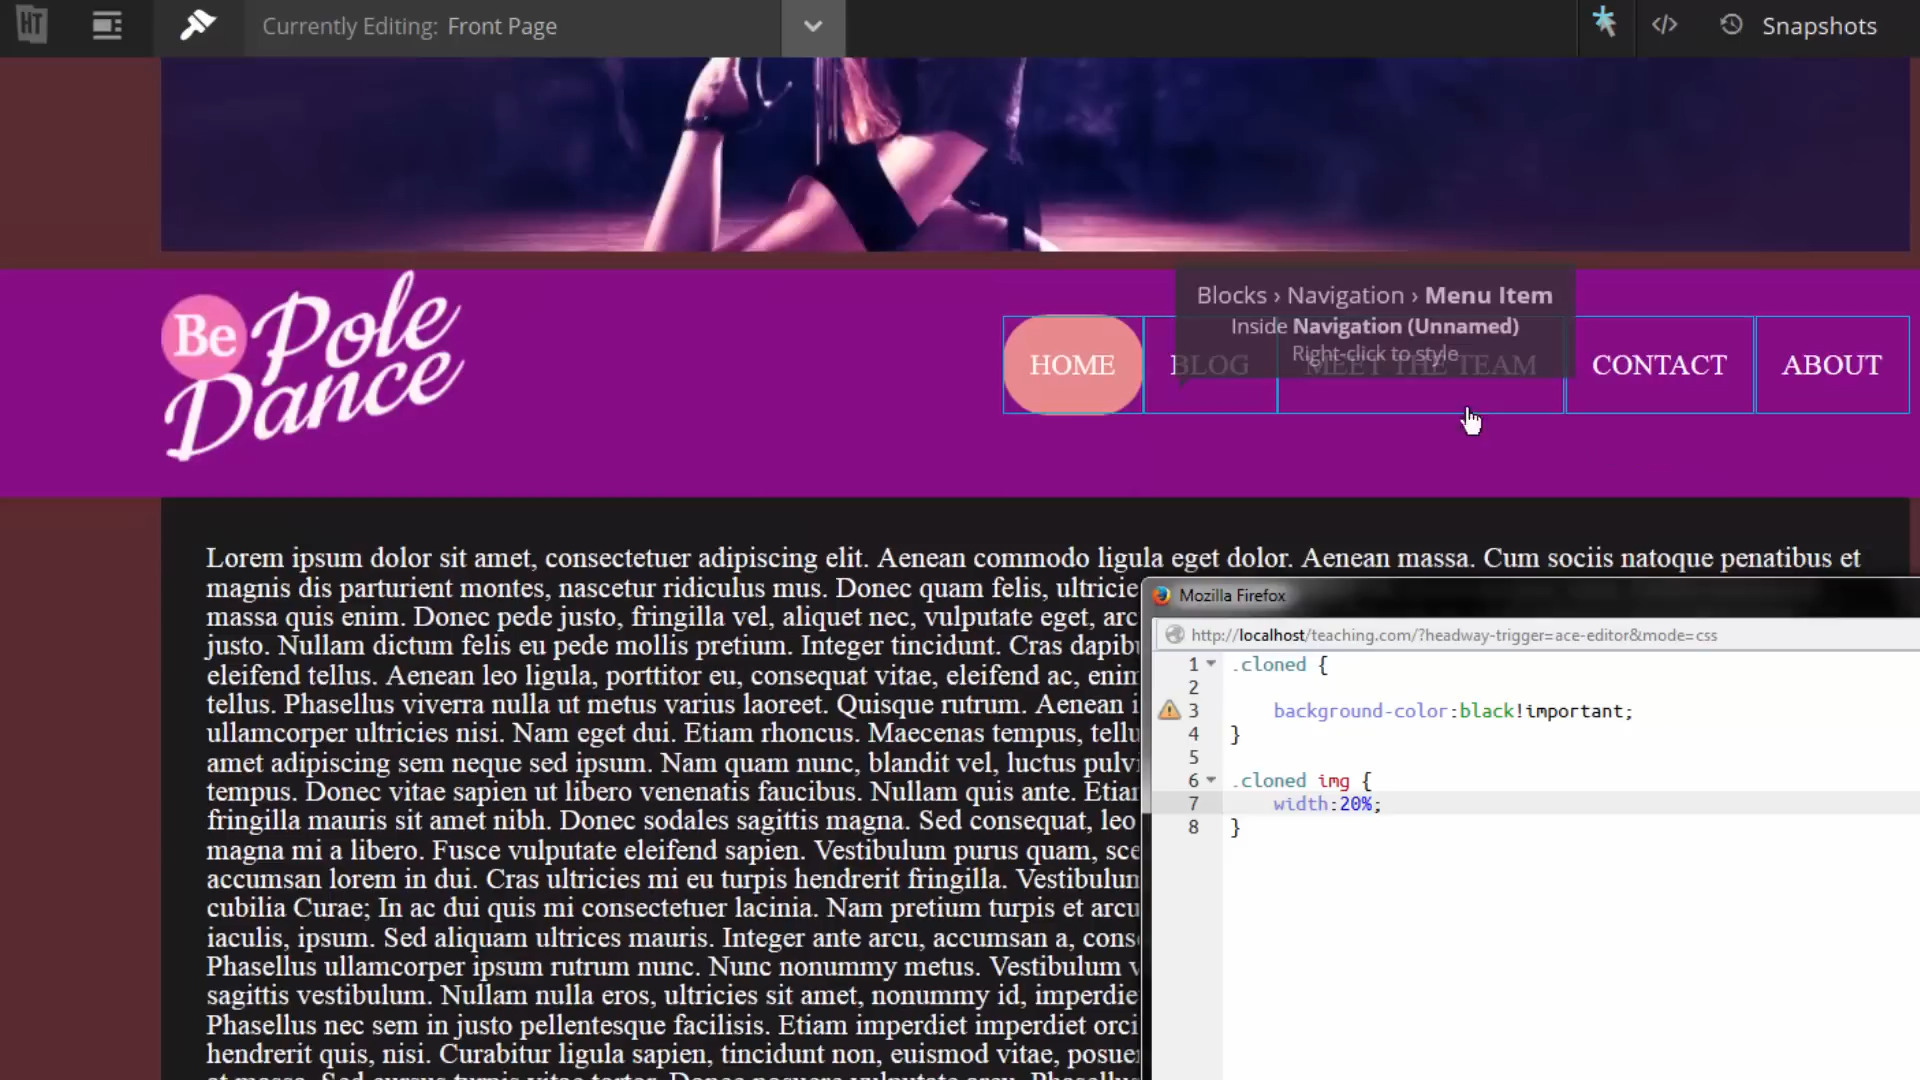 HT
Currently Editing: Front Page
</>
Snapshots
Be Pole
Dance
Blocks › Navigation › Menu Item
Inside Navigation (Unnamed)
Right-click to style
HOME
BLOG
MEET THE TEAM
CONTACT
ABOUT
Lorem ipsum dolor sit amet, consectetuer adipiscing elit. Aenean commodo ligula eget dolor. Aenean massa. Cum sociis natoque penatibus et
magnis dis parturient montes, nascetur ridiculus mus. Donec quam felis, ultricie
massa quis enim. Donec pede justo, fringilla vel, aliquet nec, vulputate eget, arc
justo. Nullam dictum felis eu pede mollis pretium. Integer tincidunt. Cras dapib
eleifend tellus. Aenean leo ligula, porttitor eu, consequat vitae, eleifend ac, enim
tellus. Phasellus viverra nulla ut metus varius laoreet. Quisque rutrum. Aenean i
ullamcorper ultricies nisi. Nam eget dui. Etiam rhoncus. Maecenas tempus, tellu
amet adipiscing sem neque sed ipsum. Nam quam nunc, blandit vel, luctus pulvi
tempus. Donec vitae sapien ut libero venenatis faucibus. Nullam quis ante. Etiar
fringilla mauris sit amet nibh. Donec sodales sagittis magna. Sed consequat, leo
magna mi a libero. Fusce vulputate eleifend sapien. Vestibulum purus quam, sce
accumsan lorem in dui. Cras ultricies mi eu turpis hendrerit fringilla. Vestibulum
cubilia Curae; In ac dui quis mi consectetuer lacinia. Nam pretium turpis et arcu
iaculis, ipsum. Sed aliquam ultrices mauris. Integer ante arcu, accumsan a, cons
Phasellus ullamcorper ipsum rutrum nunc. Nunc nonummy metus. Vestibulum v
sagittis vestibulum. Nullam nulla eros, ultricies sit amet, nonummy id, imperdie
Phasellus nec sem in justo pellentesque facilisis. Etiam imperdiet imperdiet orci
hendrerit quis, nisi. Curabitur ligula sapien, tincidunt non, euismod vitae, posue
Mozilla Firefox
http://localhost/teaching.com/?headway-trigger=ace-editor&mode=css
1 .cloned {
2
3 background-color:black!important;
4 }
5
6 .cloned img {
7 width:20%;
8 }